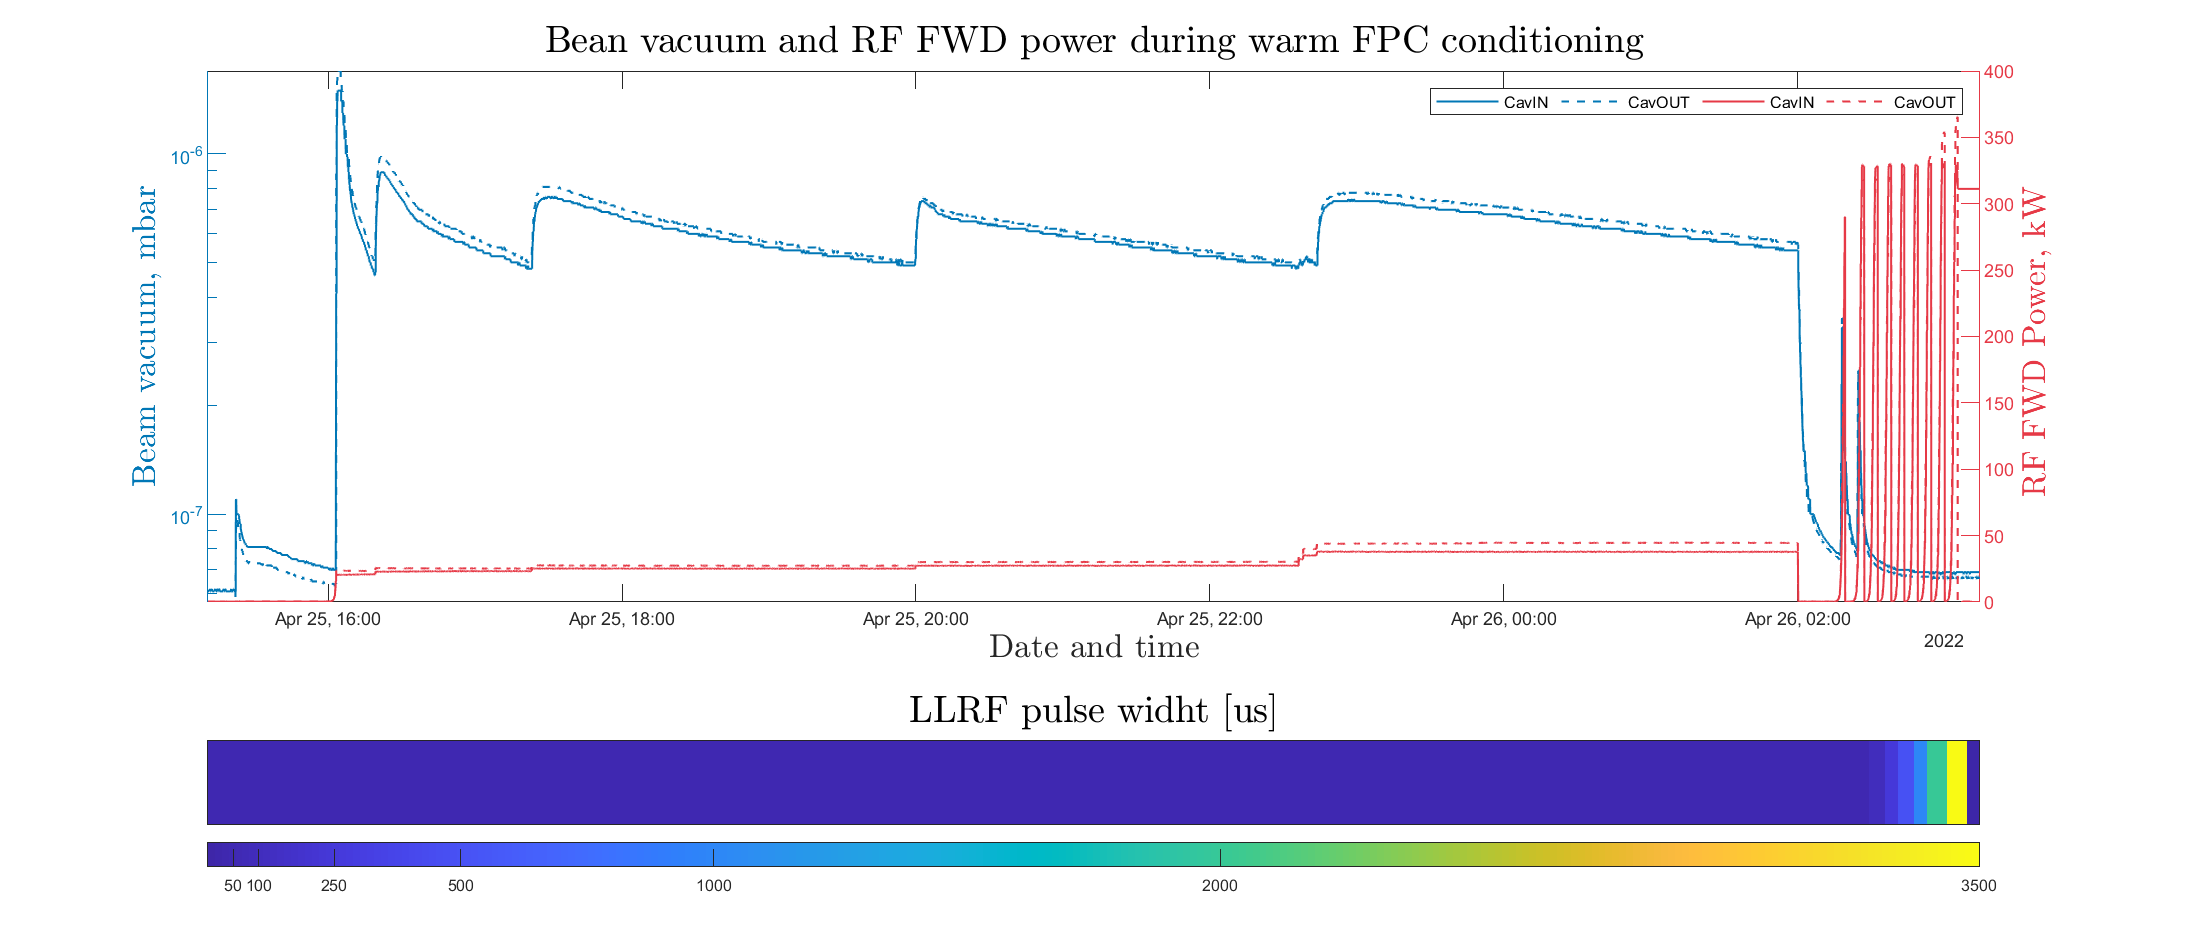 Bean vacuum and RF FWD power during warm FPC conditioning
CavIN CavOUT CavIN CavOUT
Beam vacuum, mbar
10^-6
10^-7
400
350
300
250
200
150
100
50
0
RF FWD Power, kW
Apr 25, 16:00 Apr 25, 18:00 Apr 25, 20:00 Apr 25, 22:00 Apr 26, 00:00 Apr 26, 02:00
2022
Date and time
LLRF pulse widht [us]
50 100 250 500 1000 2000 3500